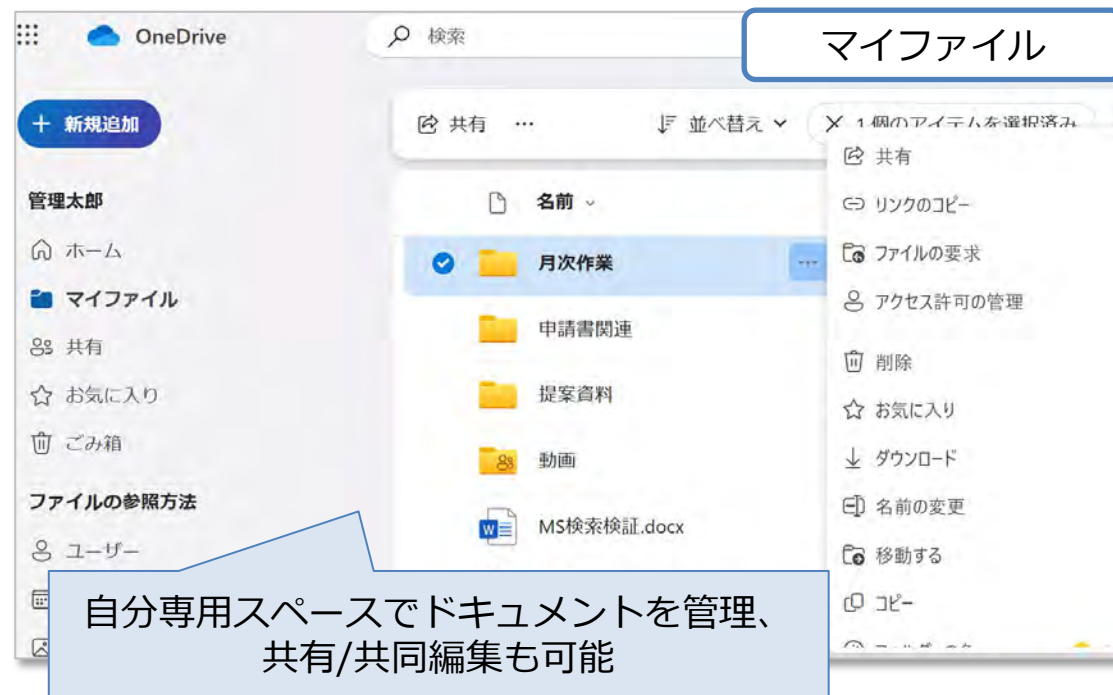 OneDrive
検索
マイファイル
新規追加
共有 …
並べ替え
1 個のアイテムを選択済み
管理太郎
ホーム
マイファイル
共有
お気に入り
ごみ箱
ファイルの参照方法
ユーザー
名前
月次作業
申請書関連
提案資料
動画
MS検索検証.docx
共有
リンクのコピー
ファイルの要求
アクセス許可の管理
削除
お気に入り
ダウンロード
名前の変更
移動する
コピー
自分専用スペースでドキュメントを管理、
共有/共同編集も可能